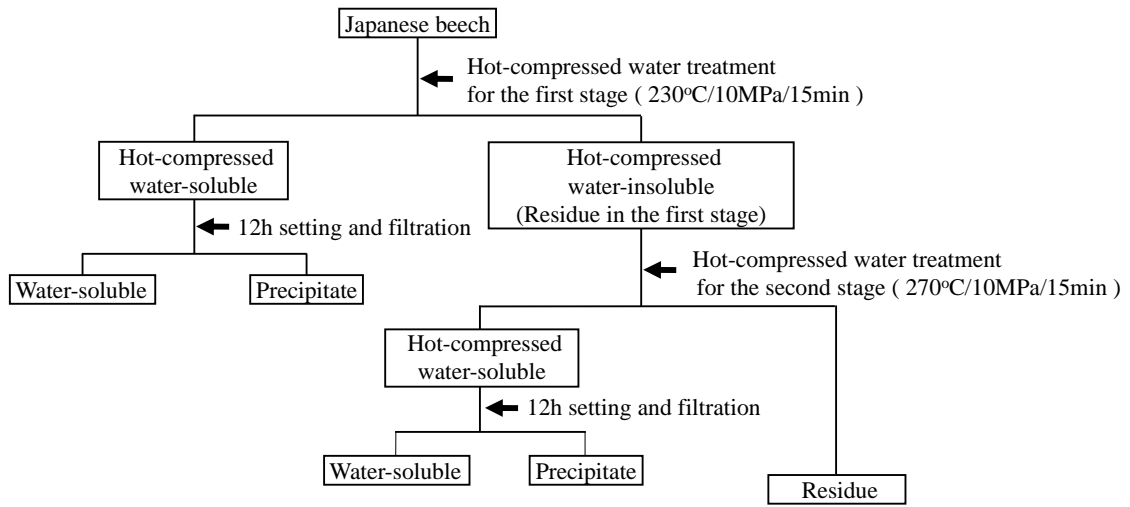 Japanese beech
Hot-compressed water treatment
for the first stage ( 230°C/10MPa/15min )
Hot-compressed
water-soluble
Hot-compressed
water-insoluble
(Residue in the first stage)
12h setting and filtration
Water-soluble
Precipitate
Hot-compressed water treatment
for the second stage ( 270°C/10MPa/15min )
Hot-compressed
water-soluble
12h setting and filtration
Water-soluble
Precipitate
Residue